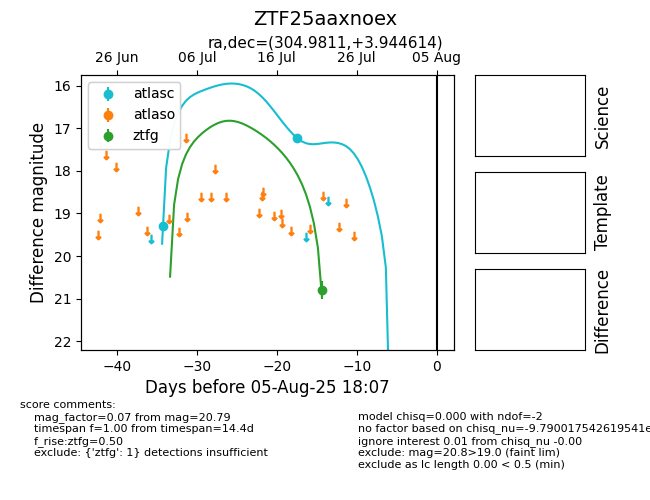 ZTF25aaxnoex
ra,dec=(304.9811,+3.944614)
26 Jun 06 Jul 16 Jul 26 Jul 05 Aug
atlasc
atlaso
ztfg
16
17
18
19
20
21
22
Difference magnitude
−40 −30 −20 −10 0
Days before 05-Aug-25 18:07
Science
Template
Difference
score comments:
mag_factor=0.07 from mag=20.79
timespan f=1.00 from timespan=14.4d
f_rise:ztfg=0.50
exclude: {'ztfg': 1} detections insufficient
model chisq=0.000 with ndof=-2
no factor based on chisq_nu=-9.790017542619541e
ignore interest 0.01 from chisq_nu -0.00
exclude: mag=20.8>19.0 (faint lim)
exclude as lc length 0.00 < 0.5 (min)